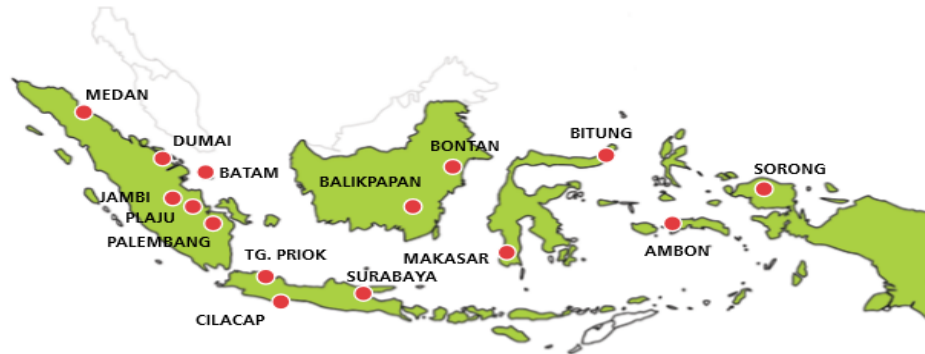 MEDAN
DUMAI
BATAM
JAMBI
PLAJU
PALEMBANG
TG. PRIOK
CILACAP
SURABAYA
BALIKPAPAN
BONTAN
MAKASAR
BITUNG
AMBON
SORONG